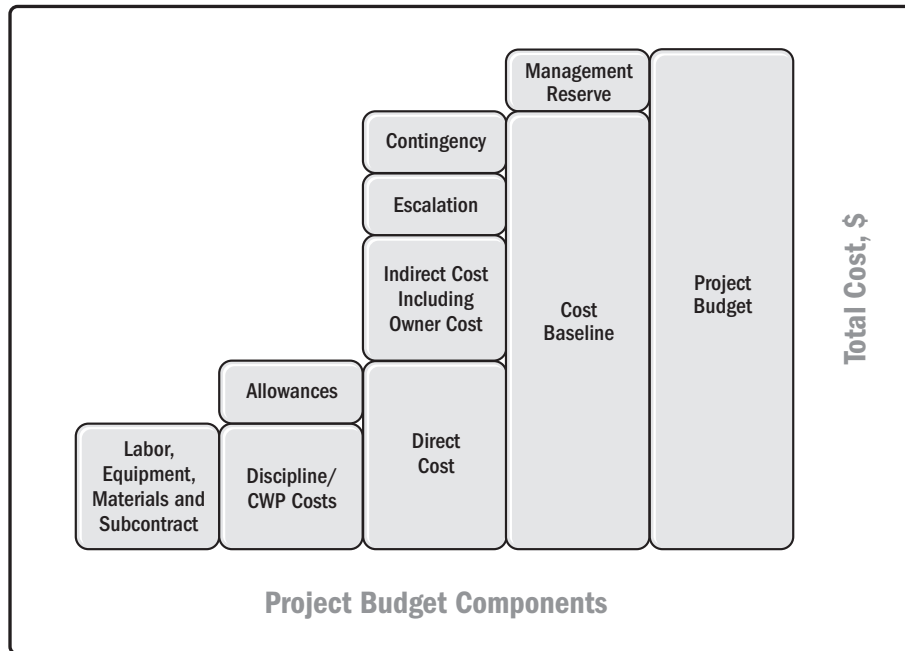 Management
Reserve
Contingency
Escalation
Indirect Cost
Including
Owner Cost
Allowances
Labor,
Equipment,
Materials and
Subcontract
Discipline/
CWP Costs
Direct
Cost
Cost
Baseline
Project
Budget
Total Cost, $
Project Budget Components